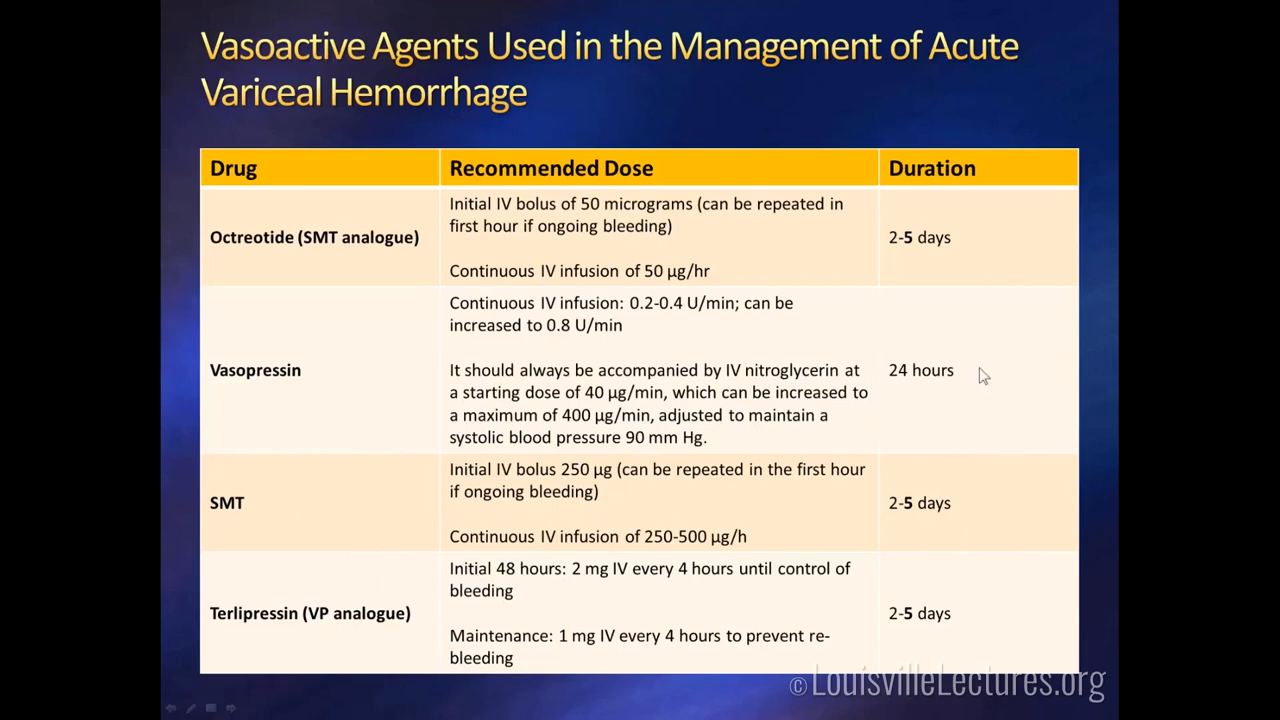 Vasoactive Agents Used in the Management of Acute
Variceal Hemorrhage
Drug
Recommended Dose
Duration
Octreotide (SMT analogue)
Initial IV bolus of 50 micrograms (can be repeated in
first hour if ongoing bleeding)
Continuous IV infusion of 50 µg/hr
2-5 days
Vasopressin
Continuous IV infusion: 0.2-0.4 U/min; can be
increased to 0.8 U/min
It should always be accompanied by IV nitroglycerin at
a starting dose of 40 µg/min, which can be increased to
a maximum of 400 µg/min, adjusted to maintain a
systolic blood pressure 90 mm Hg.
24 hours
SMT
Initial IV bolus 250 µg (can be repeated in the first hour
if ongoing bleeding)
Continuous IV infusion of 250-500 µg/h
2-5 days
Terlipressin (VP analogue)
Initial 48 hours: 2 mg IV every 4 hours until control of
bleeding
Maintenance: 1 mg IV every 4 hours to prevent re-
bleeding
2-5 days
© LouisvilleLectures.org